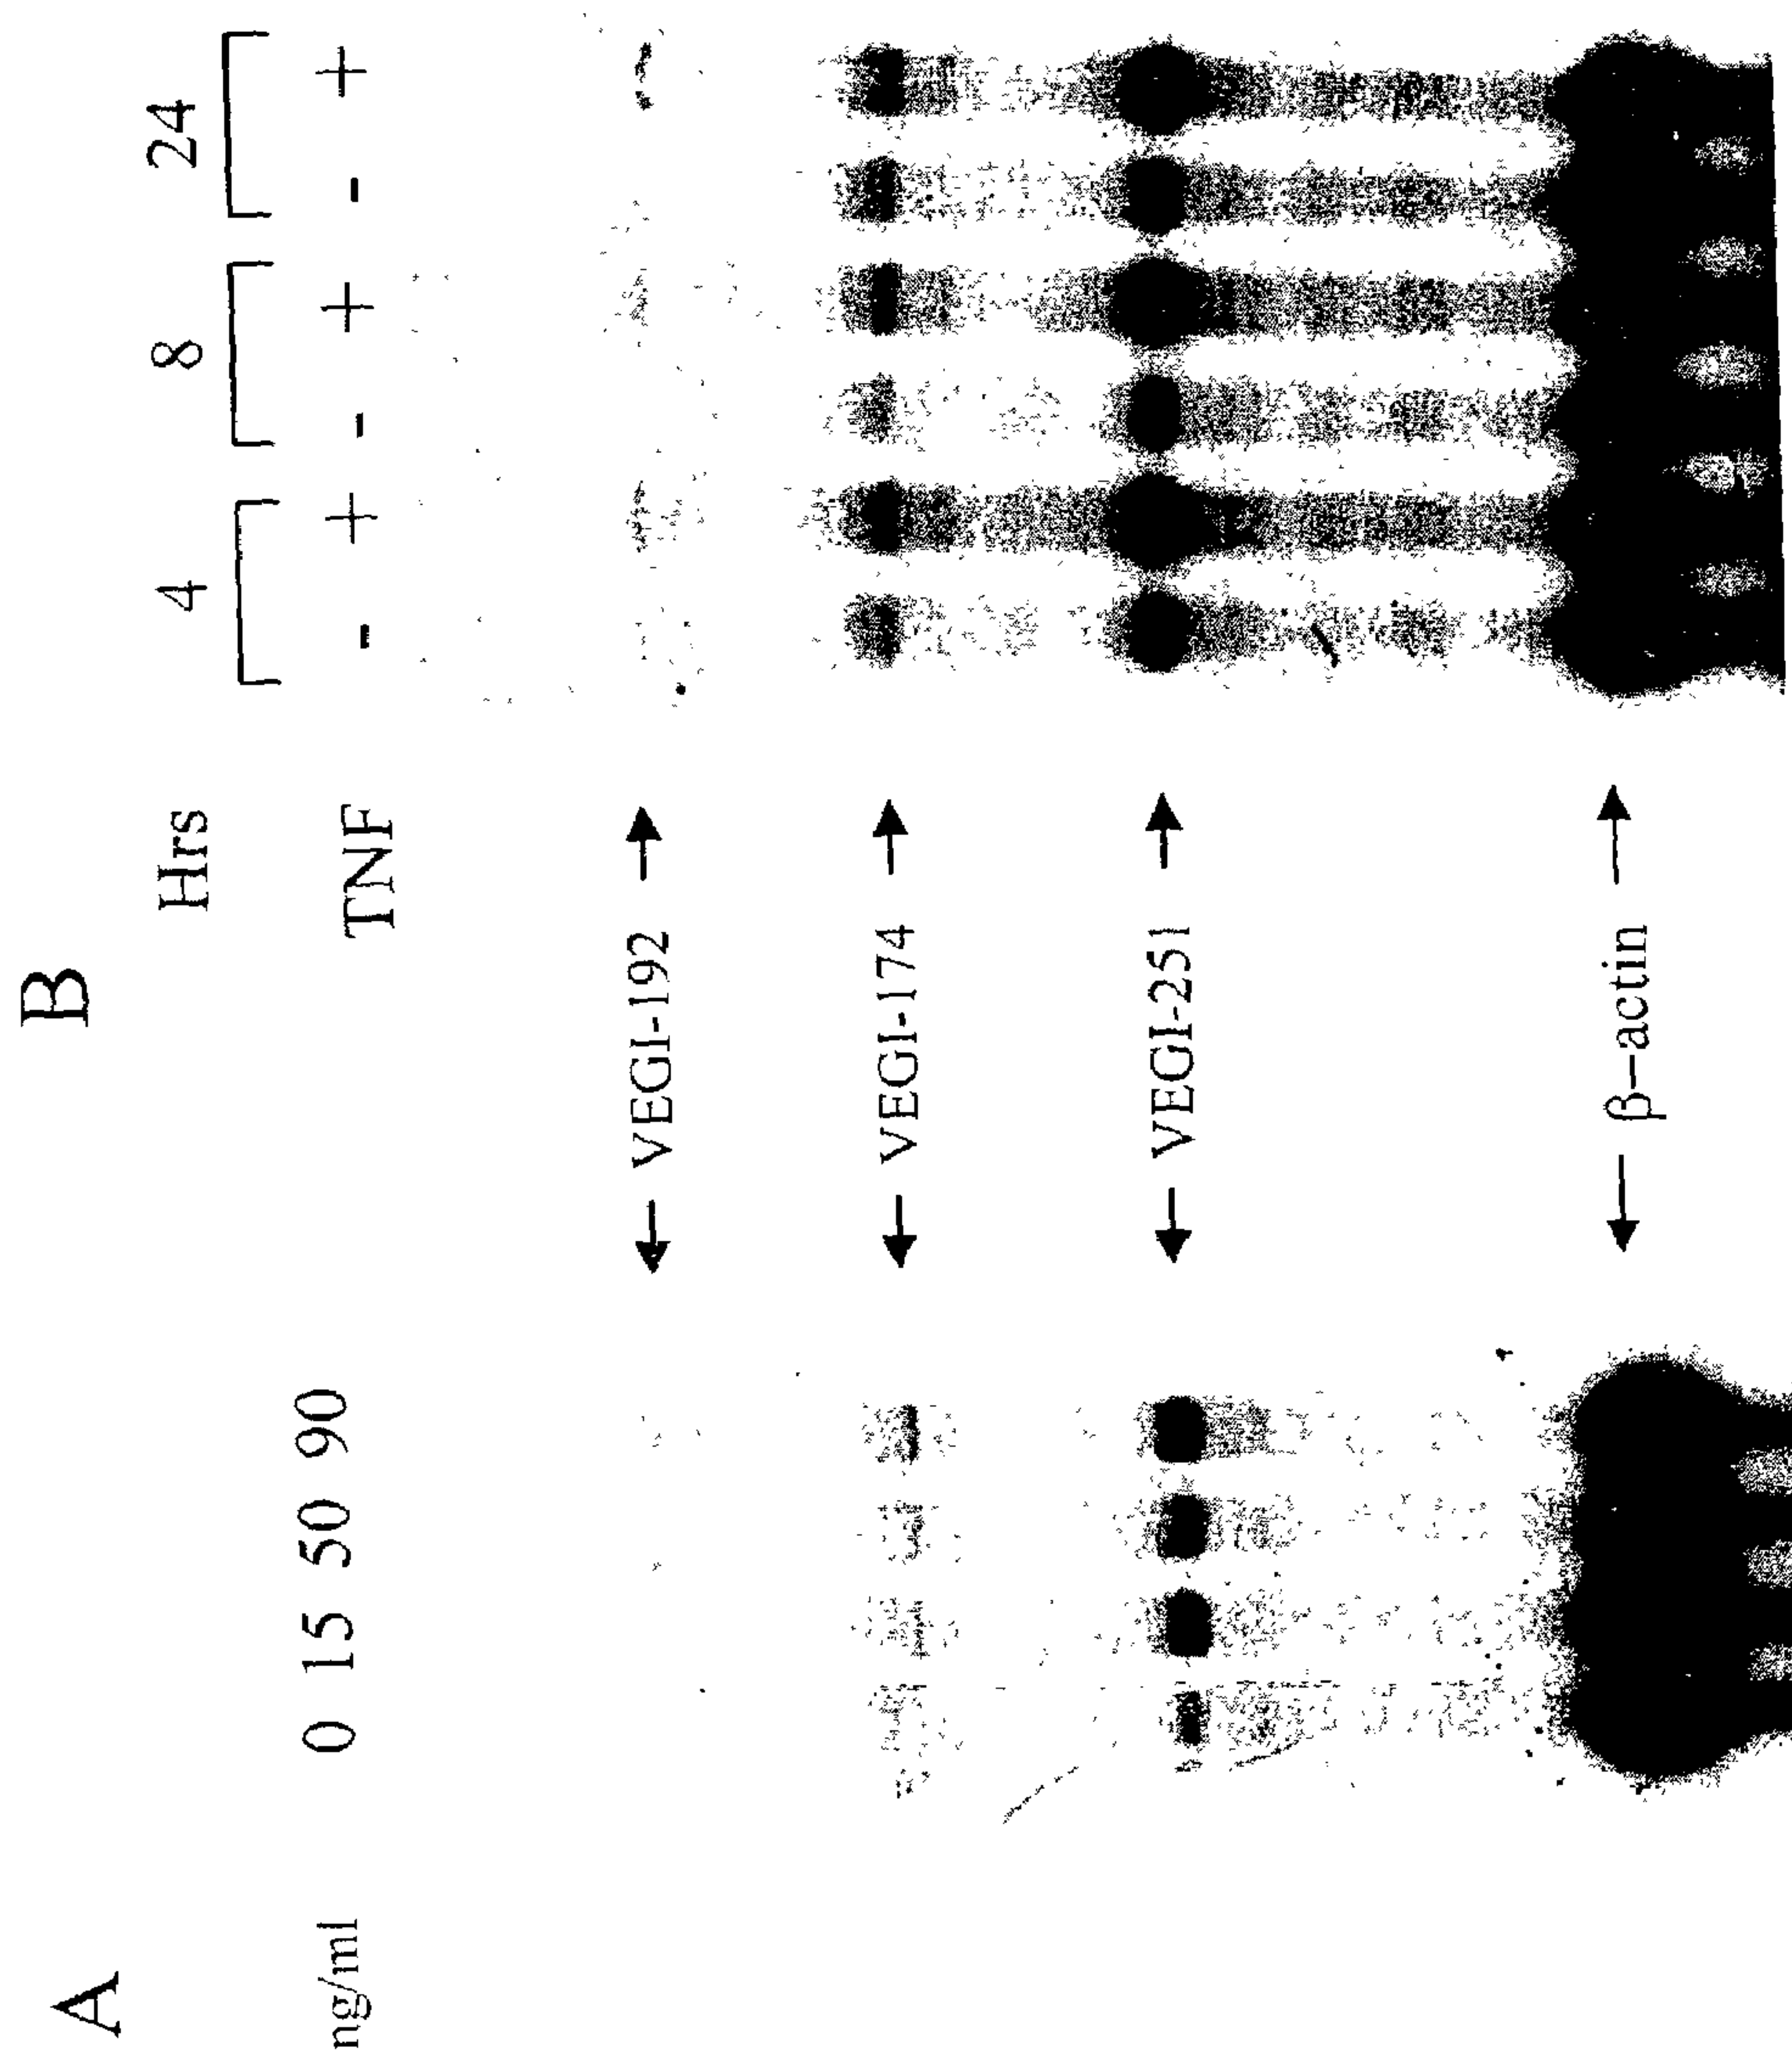 A
ng/ml 0 15 50 90
B
Hrs 4 8 24
TNF - + - + - +
VEGI-192
VEGI-174
VEGI-251
β–actin